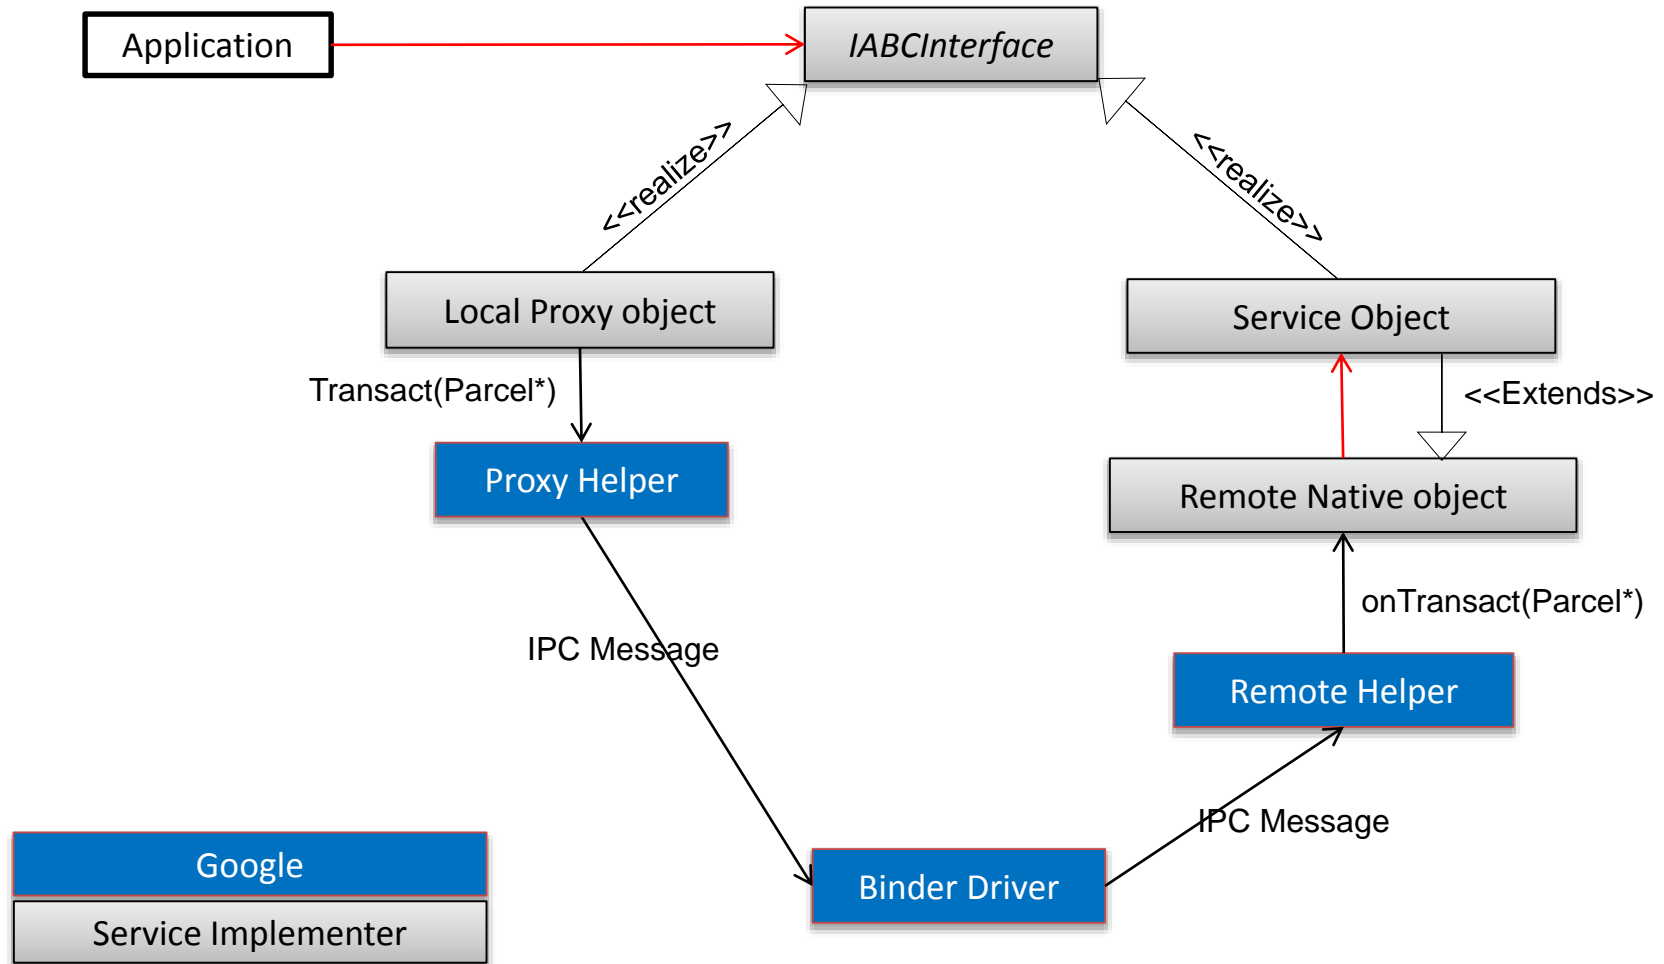 Application
IABCInterface
<<realize>>
<<realize>>
Local Proxy object
Service Object
Transact(Parcel*)
<<Extends>>
Proxy Helper
Remote Native object
onTransact(Parcel*)
IPC Message
Remote Helper
IPC Message
Google
Binder Driver
Service Implementer